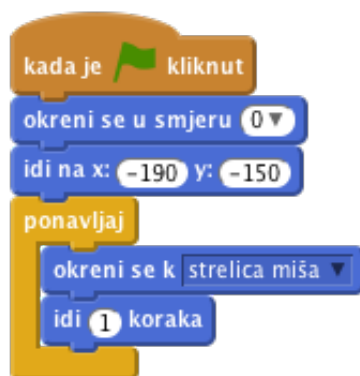 kada je kliknut
okreni se u smjeru 0
idi na x: -190 y: -150
ponavljaj
okreni se k strelica miša
idi 1 koraka